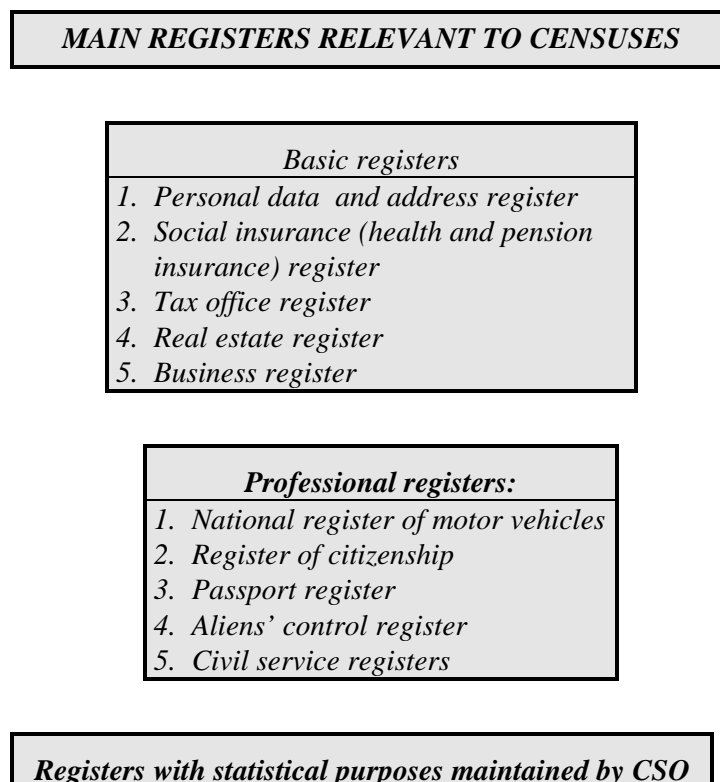 MAIN REGISTERS RELEVANT TO CENSUSES
Basic registers
1. Personal data and address register
2. Social insurance (health and pension
insurance) register
3. Tax office register
4. Real estate register
5. Business register
Professional registers:
1. National register of motor vehicles
2. Register of citizenship
3. Passport register
4. Aliens’ control register
5. Civil service registers
Registers with statistical purposes maintained by CSO